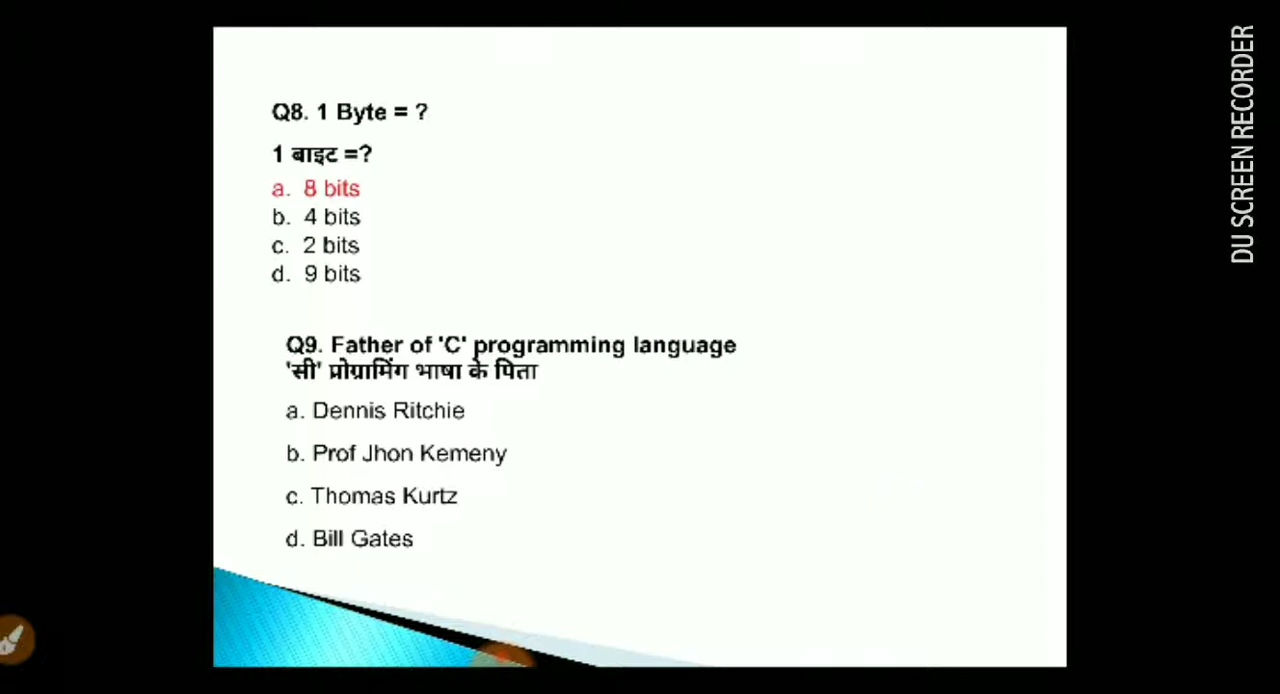 Q8. 1 Byte = ?
1 बाइट =?
a. 8 bits
b. 4 bits
c. 2 bits
d. 9 bits
Q9. Father of 'C' programming language
'सी' प्रोग्रामिंग भाषा के पिता
a. Dennis Ritchie
b. Prof Jhon Kemeny
c. Thomas Kurtz
d. Bill Gates
DU SCREEN RECORDER